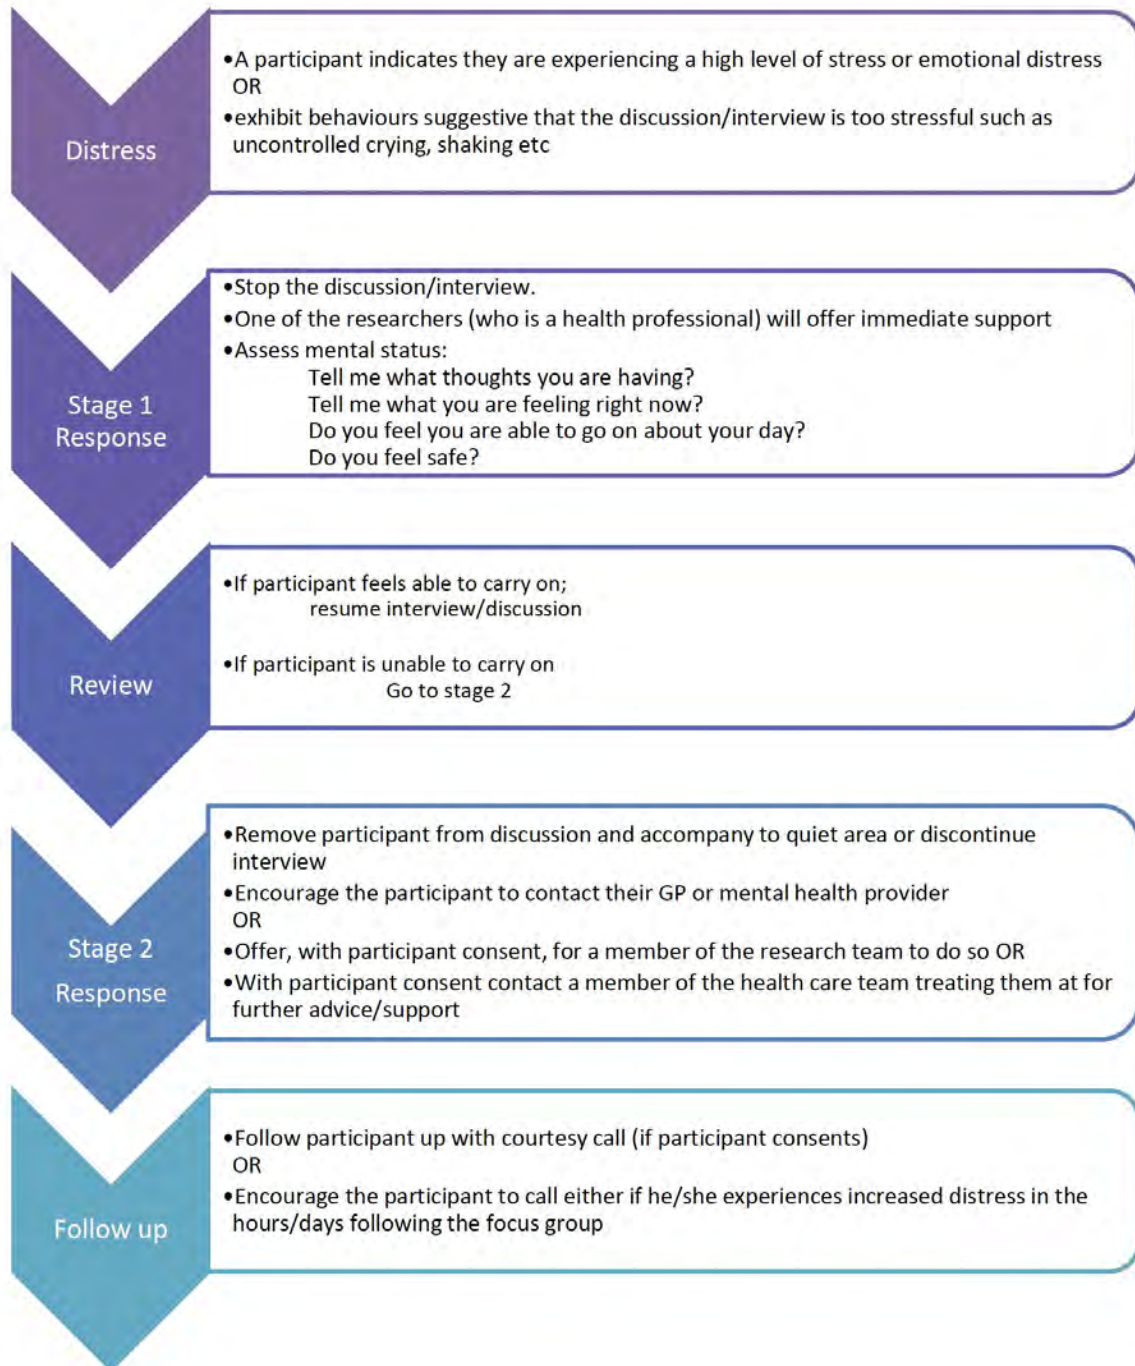 Distress
•A participant indicates they are experiencing a high level of stress or emotional distress
OR
•exhibit behaviours suggestive that the discussion/interview is too stressful such as
uncontrolled crying, shaking etc
Stage 1
Response
•Stop the discussion/interview.
•One of the researchers (who is a health professional) will offer immediate support
•Assess mental status:
Tell me what thoughts you are having?
Tell me what you are feeling right now?
Do you feel you are able to go on about your day?
Do you feel safe?
Review
•If participant feels able to carry on;
resume interview/discussion
•If participant is unable to carry on
Go to stage 2
Stage 2
Response
•Remove participant from discussion and accompany to quiet area or discontinue
interview
•Encourage the participant to contact their GP or mental health provider
OR
•Offer, with participant consent, for a member of the research team to do so OR
•With participant consent contact a member of the health care team treating them at for
further advice/support
Follow up
•Follow participant up with courtesy call (if participant consents)
OR
•Encourage the participant to call either if he/she experiences increased distress in the
hours/days following the focus group